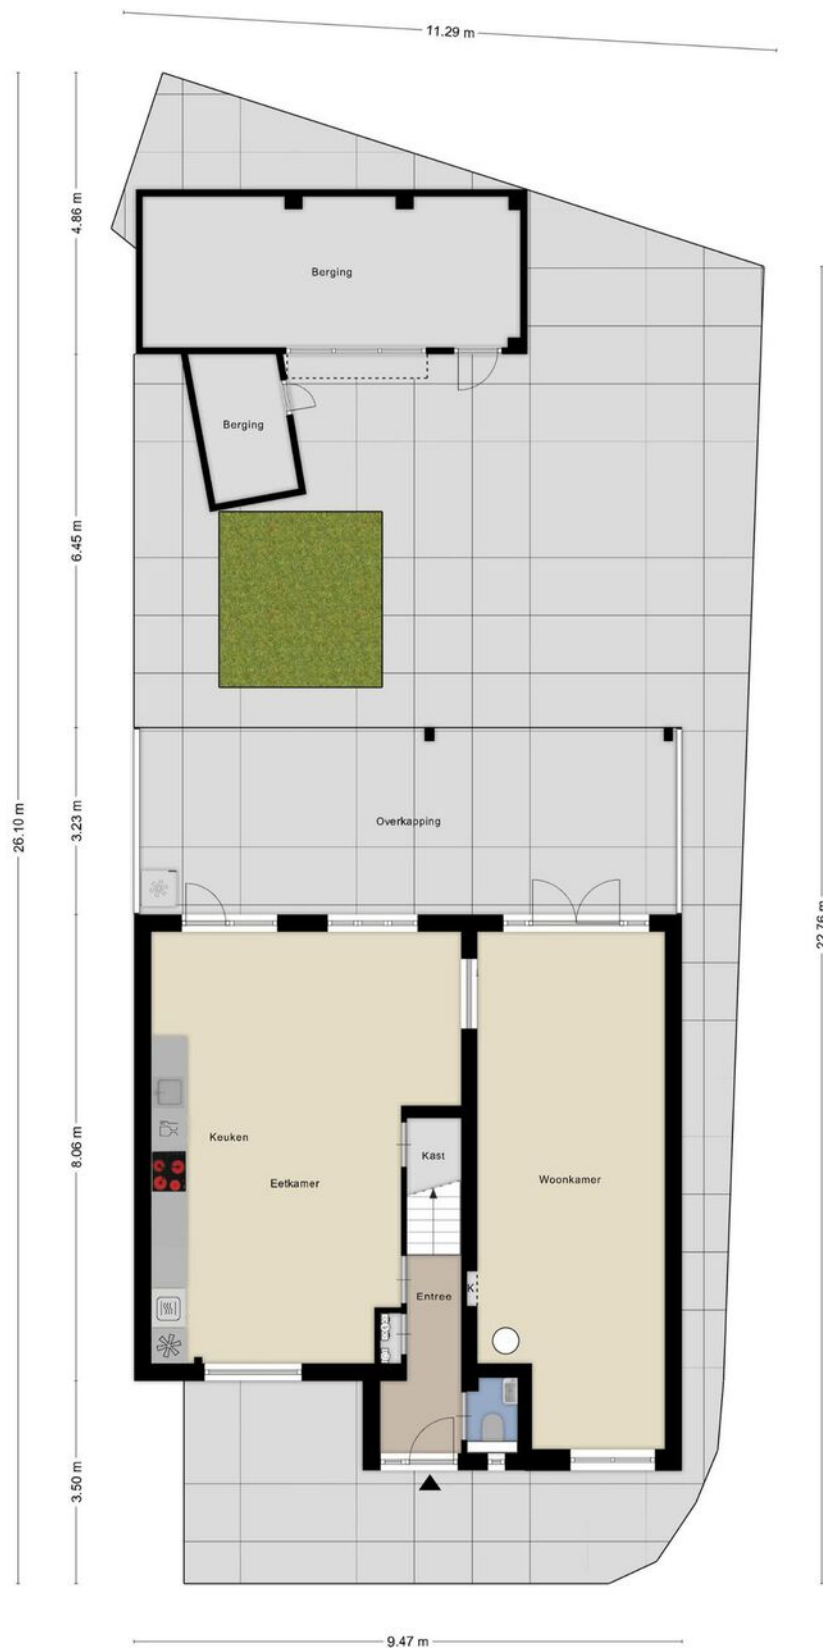 11.29 m
4.86 m
Berging
Berging
6.45 m
26.10 m
3.23 m
Overkapping
22.76 m
8.06 m
Keuken
Kast
Eetkamer
Woonkamer
K
Entree
3.50 m
9.47 m